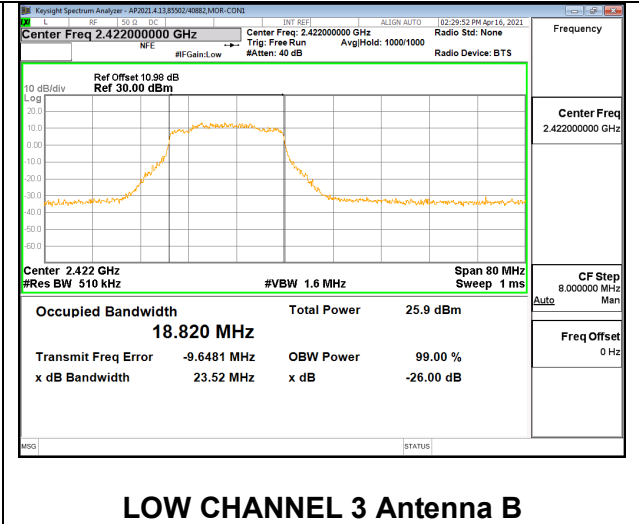 Keysight Spectrum Analyzer - AP2021.4.13,85502/40882,MOR-CON1
L RF 50 Ω DC INT REF ALIGN AUTO 02:29:52 PM Apr 16, 2021
Center Freq 2.422000000 GHz
NFE
#IFGain:Low
Center Freq: 2.422000000 GHz
Trig: Free Run Avg|Hold: 1000/1000
#Atten: 40 dB
Radio Std: None
Radio Device: BTS
Frequency
Ref Offset 10.98 dB
10 dB/div Ref 30.00 dBm
Log
20.0
10.0
0.00
-10.0
-20.0
-30.0
-40.0
-50.0
-60.0
Center 2.422 GHz Span 80 MHz
#Res BW 510 kHz #VBW 1.6 MHz Sweep 1 ms
Center Freq
2.422000000 GHz
CF Step
8.000000 MHz
Auto Man
Freq Offset
0 Hz
Occupied Bandwidth Total Power 25.9 dBm
18.820 MHz
Transmit Freq Error -9.6481 MHz OBW Power 99.00 %
x dB Bandwidth 23.52 MHz x dB -26.00 dB
MSG STATUS
LOW CHANNEL 3 Antenna B